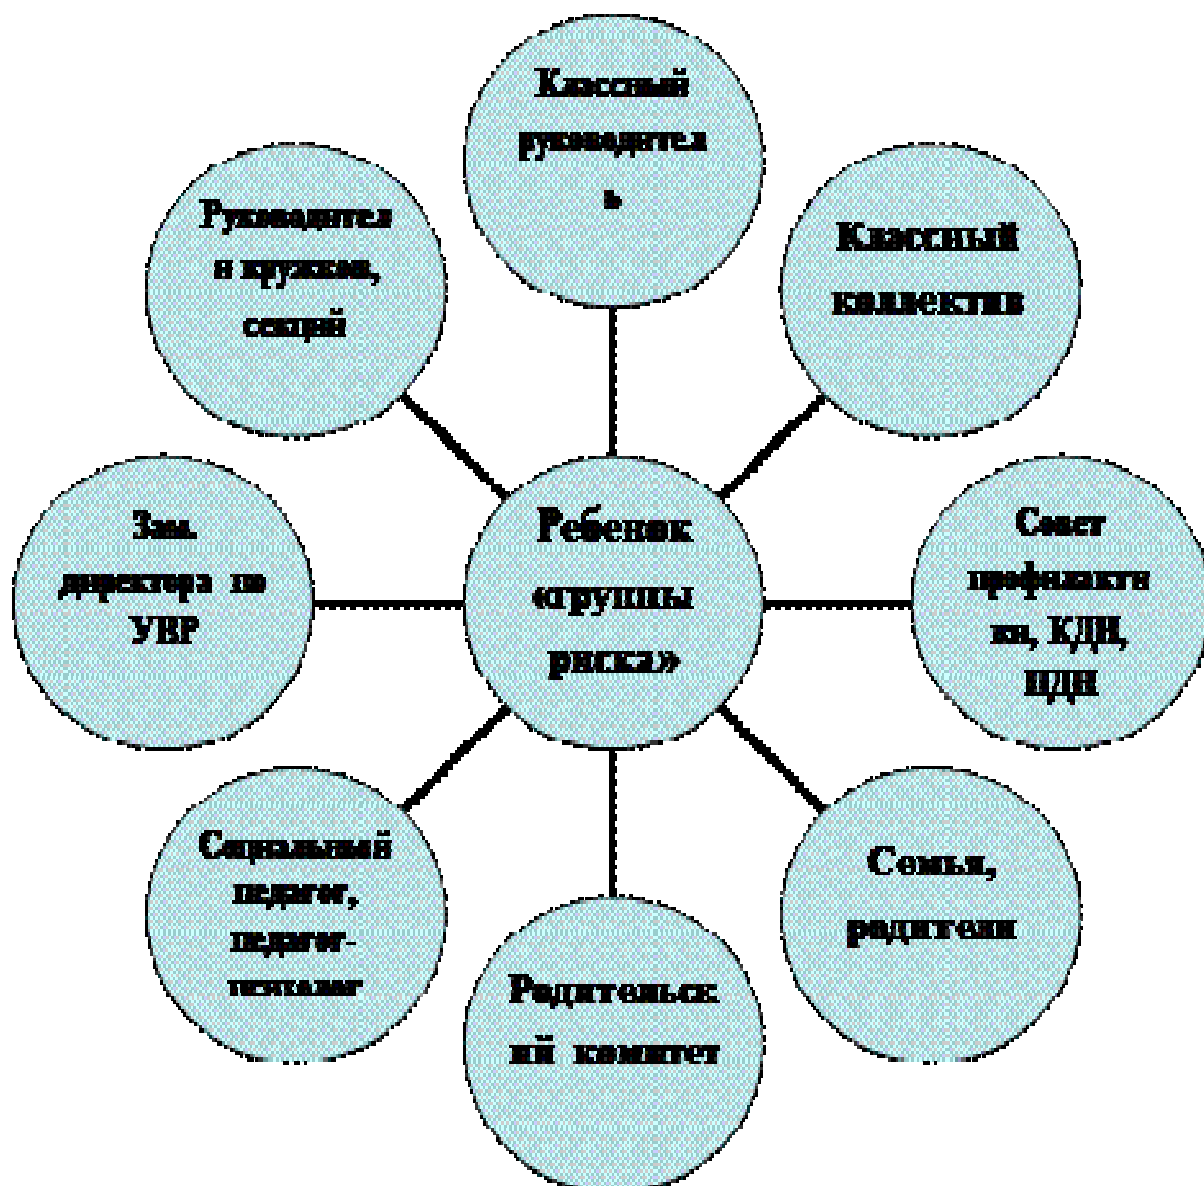 Классный
руководител
ь
Классный
коллектив
Совет
профилакти
ки, КДН,
ПДН
Семья,
родители
Родительск
ий комитет
Социальный
педагог,
педагог-
психолог
Зам.
директора по
УВР
Руководител
и кружков,
секций
Ребенок
«группы
риска»